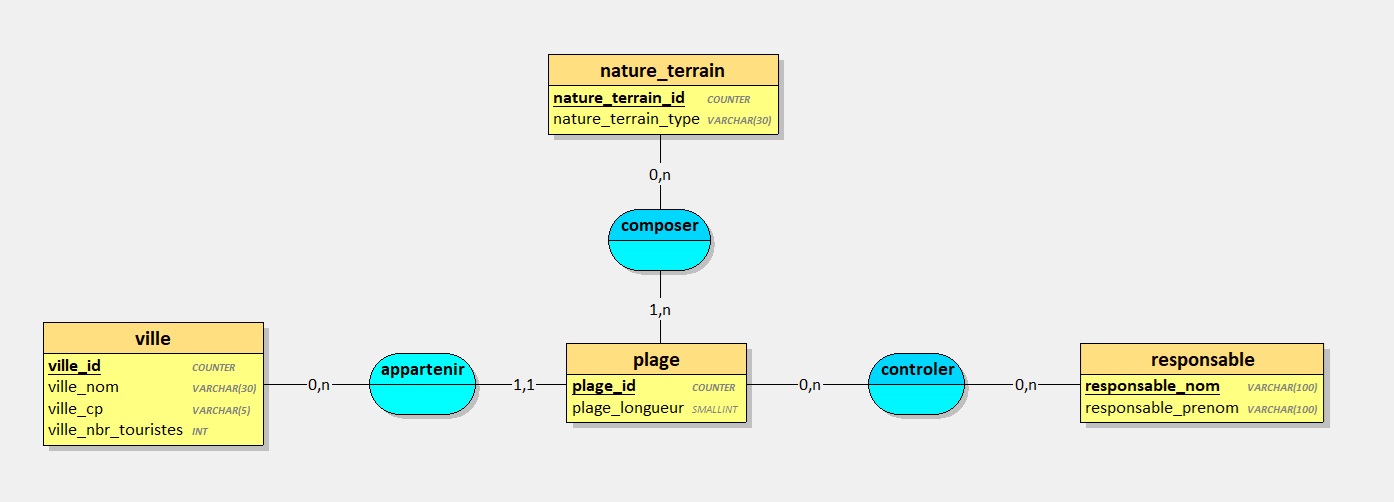 nature_terrain
nature_terrain_id COUNTER
nature_terrain_type VARCHAR(30)
0,n
composer
1,n
ville
ville_id COUNTER
ville_nom VARCHAR(30)
ville_cp VARCHAR(5)
ville_nbr_touristes INT
0,n
appartenir
1,1
plage
plage_id COUNTER
plage_longueur SMALLINT
0,n
controler
0,n
responsable
responsable_nom VARCHAR(100)
responsable_prenom VARCHAR(100)